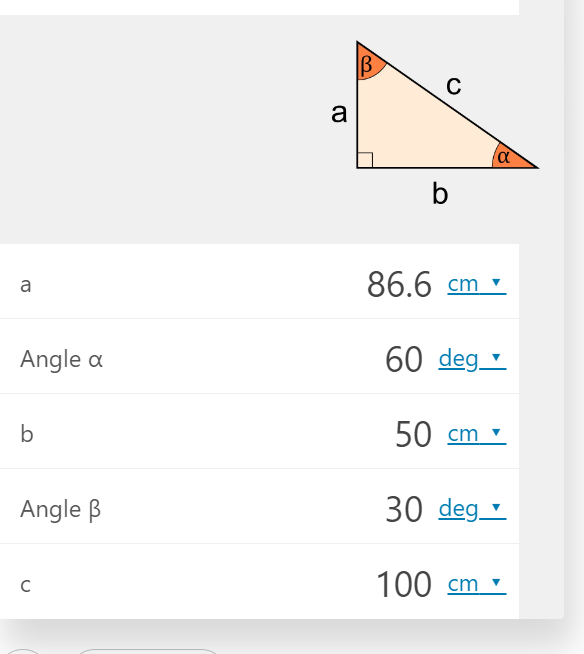 β
c
a
α
b
a 86.6 cm ▼
Angle α 60 deg ▼
b 50 cm ▼
Angle β 30 deg ▼
c 100 cm ▼